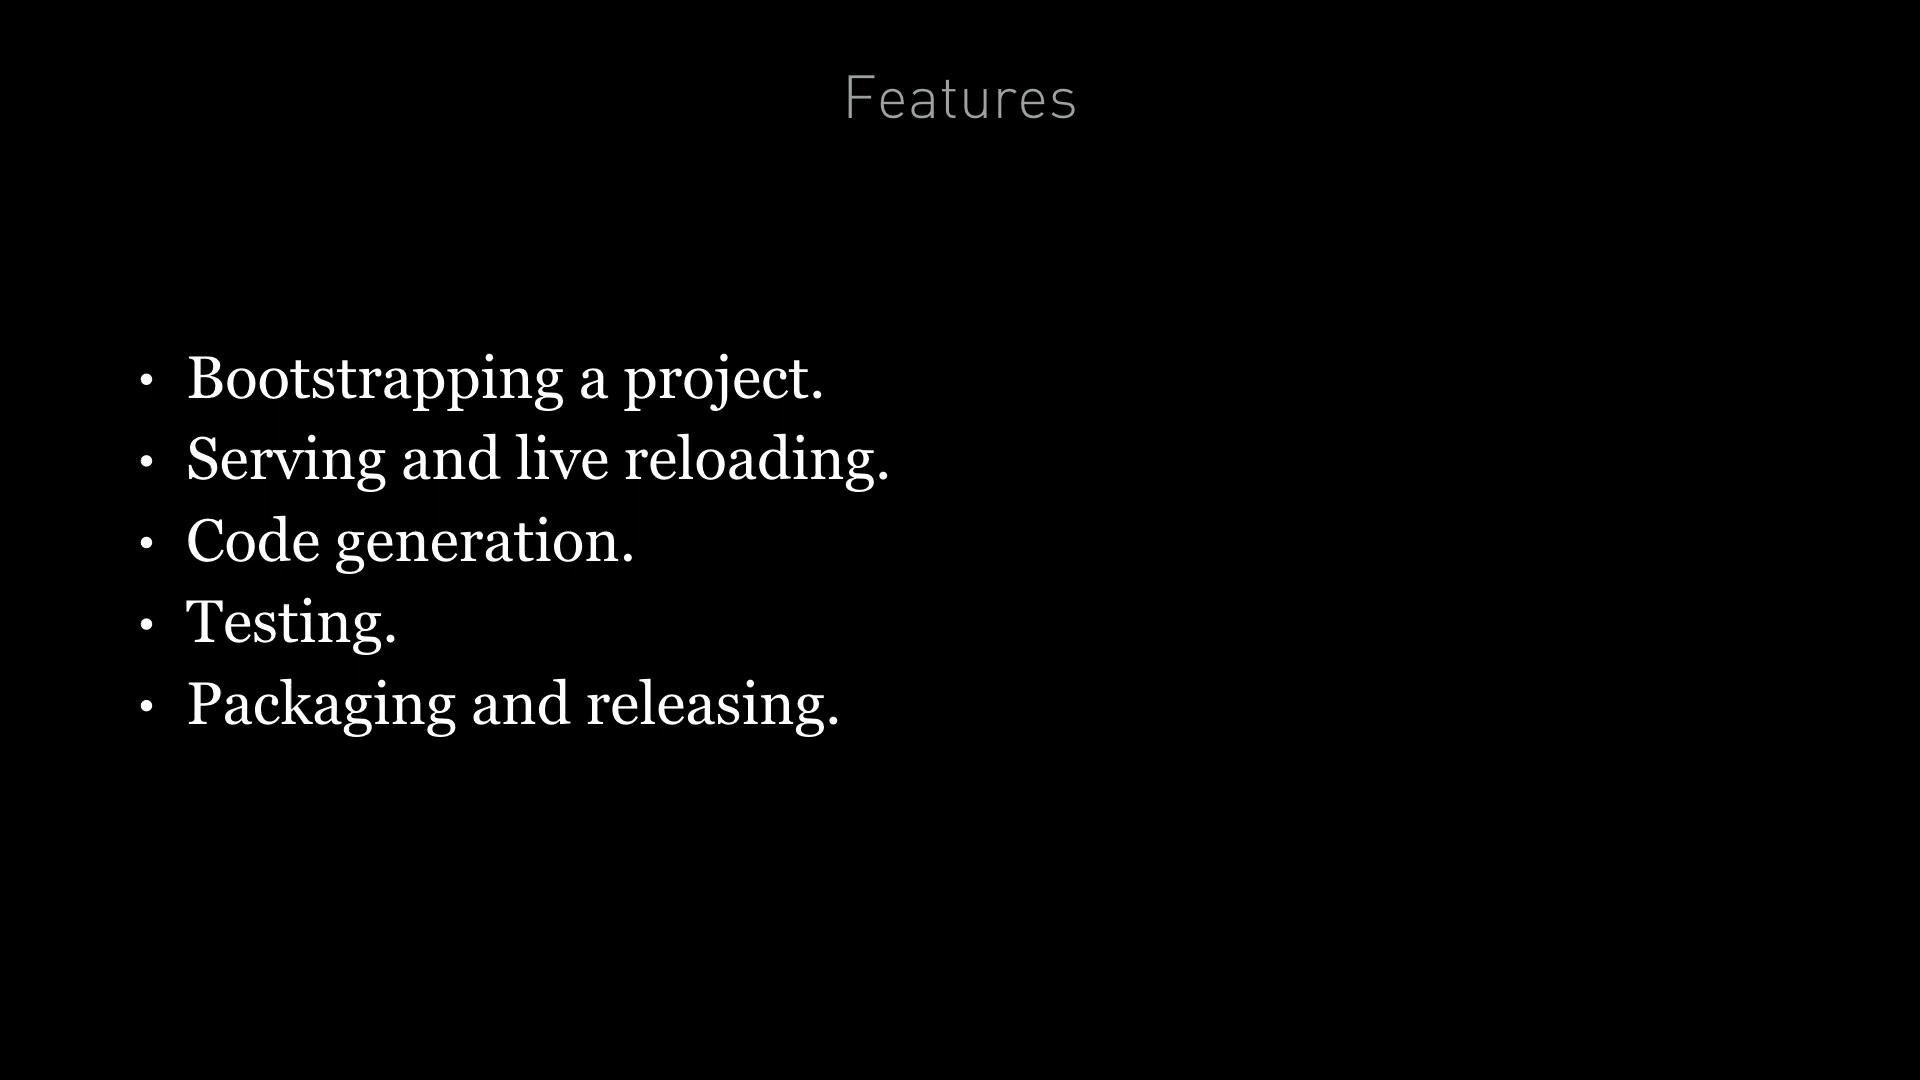 Features
• Bootstrapping a project.
• Serving and live reloading.
• Code generation.
• Testing.
• Packaging and releasing.